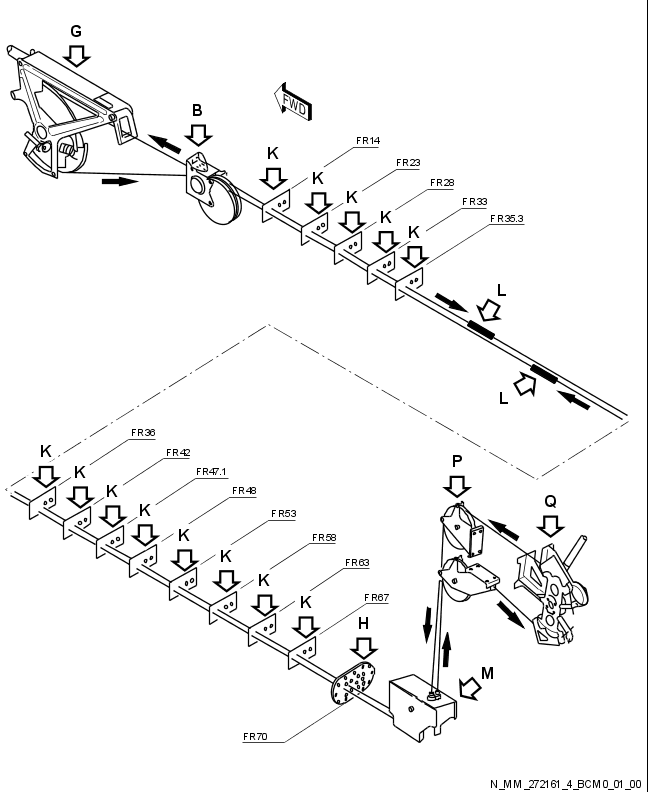 G
FWD
B
FR14
K
FR23
K
FR28
K
FR33
K
FR35.3
K
L
L
FR36
K
FR42
K
FR47.1
K
FR48
K
FR53
K
FR58
K
FR63
K
FR67
K
H
FR70
P
Q
M
N_MM_272161_4_BCM0_01_00